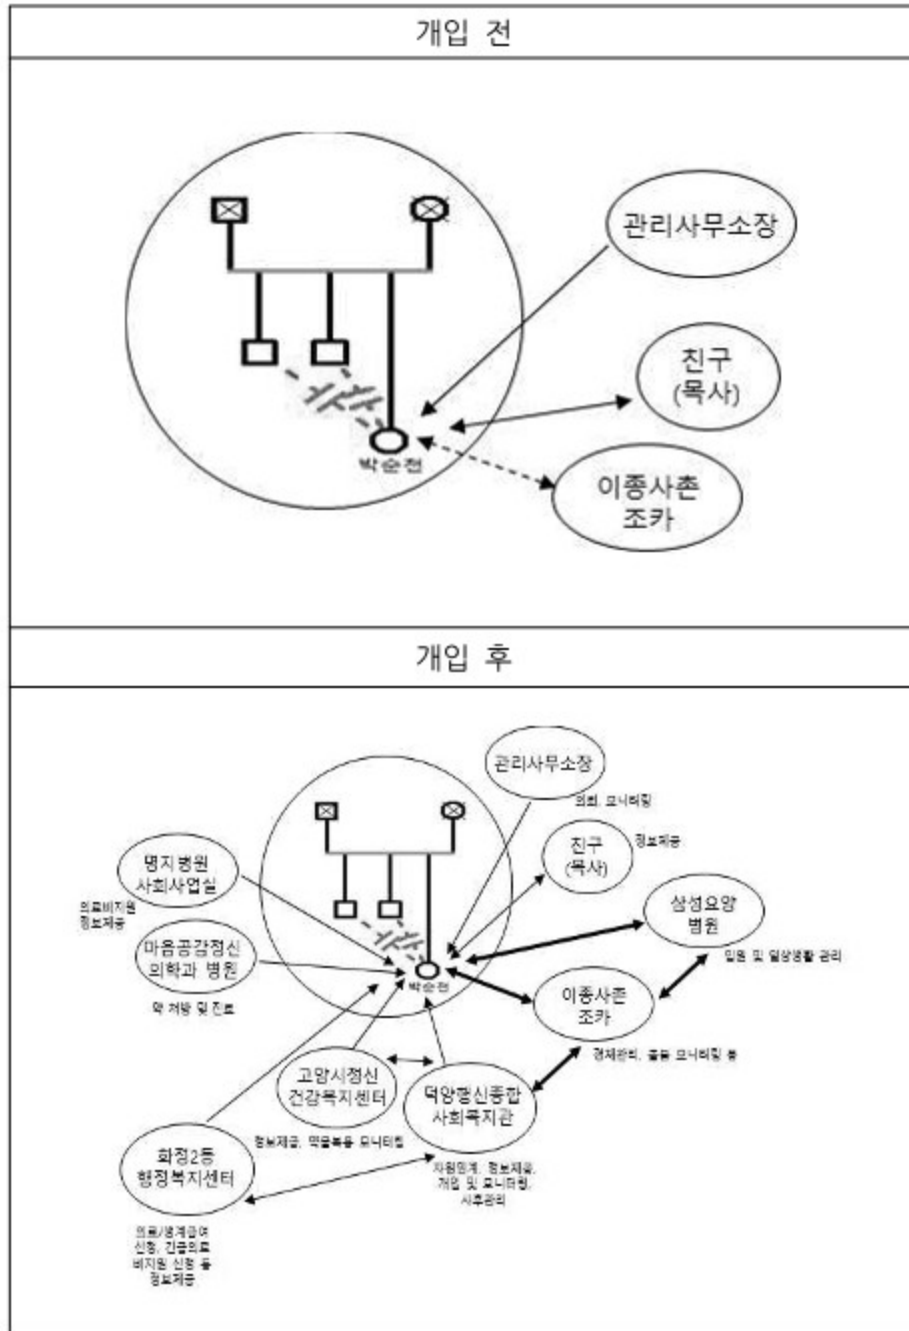 개입 전
관리사무소장
친구
(목사)
박순천
이종사촌
조카
개입 후
관리사무소장
의뢰, 모니터링
친구
(목사)
정보제공
명지병원
사회사업실
의료비지원
정보제공
삼성요양
병원
입원 및 일상생활 관리
마음공감정신
의학과 병원
약 처방 및 진료
박순천
이종사촌
조카
경제관리, 돌봄 모니터링 등
고양시정신
건강복지센터
정보제공, 약물복용 모니터링
덕양행신종합
사회복지관
자원연계, 정보제공,
개입 및 모니터링,
사후관리
화정2동
행정복지센터
의료/생계급여
신청, 긴급의료
비지원 신청 등
정보제공